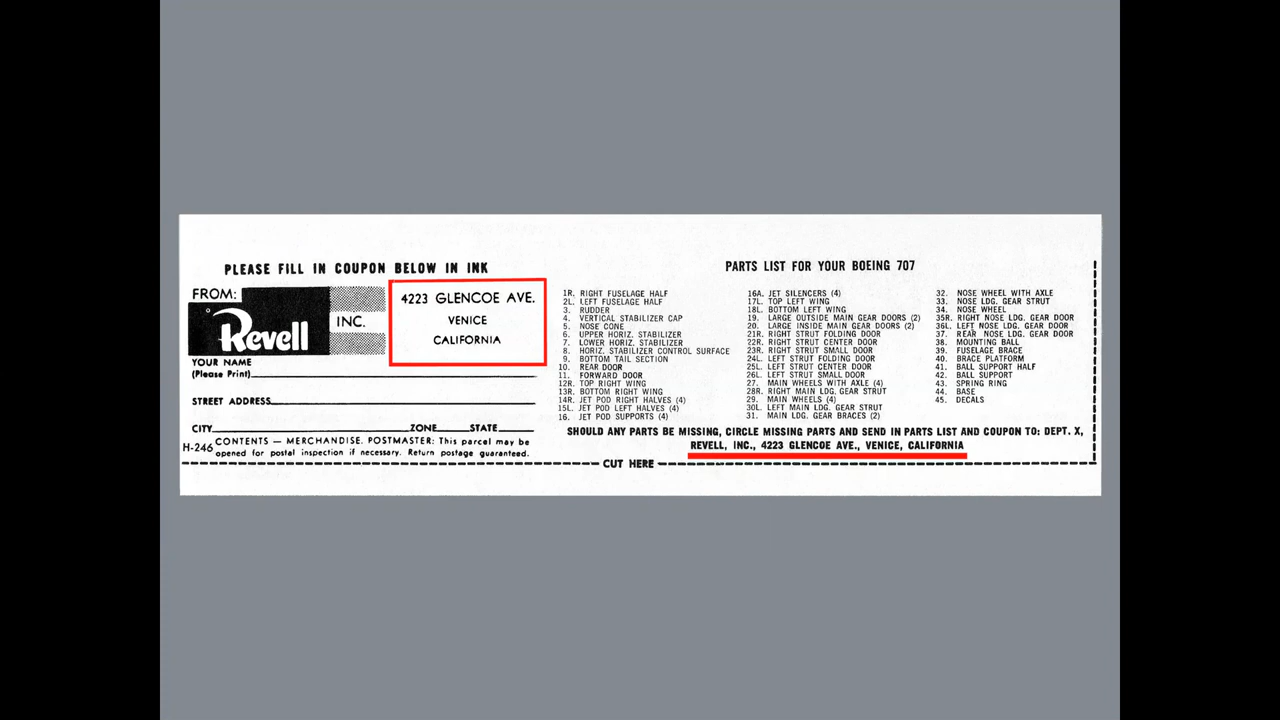 PLEASE FILL IN COUPON BELOW IN INK
FROM:
Revell
INC.
4223 GLENCOE AVE.
VENICE
CALIFORNIA
YOUR NAME
(Please Print)
STREET ADDRESS
CITY ZONE STATE
H-246
CONTENTS — MERCHANDISE. POSTMASTER: This parcel may be
opened for postal inspection if necessary. Return postage guaranteed.
PARTS LIST FOR YOUR BOEING 707
1R. RIGHT FUSELAGE HALF
2L. LEFT FUSELAGE HALF
3. RUDDER
4. VERTICAL STABILIZER CAP
5. NOSE CONE
6. UPPER HORIZ. STABILIZER
7. LOWER HORIZ. STABILIZER
8. HORIZ. STABILIZER CONTROL SURFACE
9. BOTTOM TAIL SECTION
10. REAR DOOR
11. FORWARD DOOR
12R. TOP RIGHT WING
13R. BOTTOM RIGHT WING
14R. JET POD RIGHT HALVES (4)
15L. JET POD LEFT HALVES (4)
16. JET POD SUPPORTS (4)
16A. JET SILENCERS (4)
17L. TOP LEFT WING
18L. BOTTOM LEFT WING
19. LARGE OUTSIDE MAIN GEAR DOORS (2)
20. LARGE INSIDE MAIN GEAR DOORS (2)
21R. RIGHT STRUT FOLDING DOOR
22R. RIGHT STRUT CENTER DOOR
23R. RIGHT STRUT SMALL DOOR
24L. LEFT STRUT FOLDING DOOR
25L. LEFT STRUT CENTER DOOR
26L. LEFT STRUT SMALL DOOR
27. MAIN WHEELS WITH AXLE (4)
28R. RIGHT MAIN LDG. GEAR STRUT
29. MAIN WHEELS (4)
30L. LEFT MAIN LDG. GEAR STRUT
31. MAIN LDG. GEAR BRACES (2)
32. NOSE WHEEL WITH AXLE
33. NOSE LDG. GEAR STRUT
34. NOSE WHEEL
35R. RIGHT NOSE LDG. GEAR DOOR
36L. LEFT NOSE LDG. GEAR DOOR
37. REAR NOSE LDG. GEAR DOOR
38. MOUNTING BALL
39. FUSELAGE BRACE
40. BRACE PLATFORM
41. BALL SUPPORT HALF
42. BALL SUPPORT
43. SPRING RING
44. BASE
45. DECALS
SHOULD ANY PARTS BE MISSING, CIRCLE MISSING PARTS AND SEND IN PARTS LIST AND COUPON TO: DEPT. X,
REVELL, INC., 4223 GLENCOE AVE., VENICE, CALIFORNIA
CUT HERE